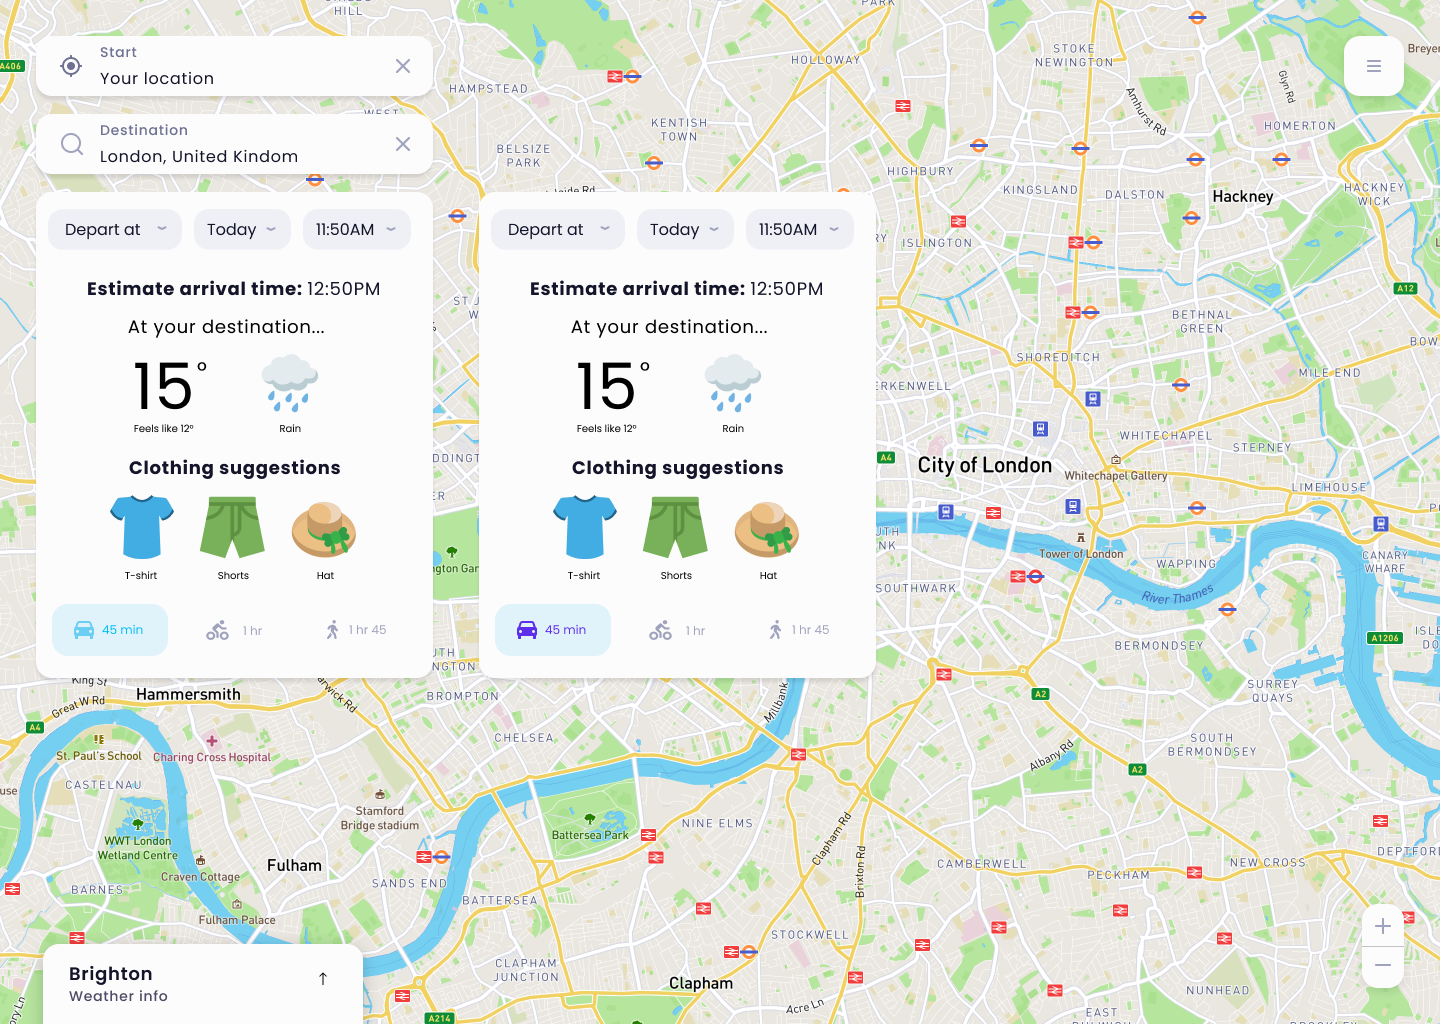 Start
Your location
Destination
London, United Kindom
Depart at
Today
11:50AM
Estimate arrival time: 12:50PM
At your destination...
15°
Feels like 12°
Rain
Clothing suggestions
T-shirt
Shorts
Hat
45 min
1 hr
1 hr 45
Depart at
Today
11:50AM
Estimate arrival time: 12:50PM
At your destination...
15°
Feels like 12°
Rain
Clothing suggestions
T-shirt
Shorts
Hat
45 min
1 hr
1 hr 45
Brighton
Weather info
HILL
PARK
A406
HAMPSTEAD
HOLLOWAY
STOKE
NEWINGTON
Glyn Rd
Amhurst Rd
HOMERTON
WEST
KENTISH
TOWN
BELSIZE
PARK
HIGHBURY
KINGSLAND
DALSTON
Hackney
HACKNEY
WICK
ISLINGTON
A12
BETHNAL
GREEN
SHOREDITCH
MILE END
WHITECHAPEL
STEPNEY
A4
City of London
Whitechapel Gallery
LIMEHOUSE
Tower of London
WAPPING
CANARY
WHARF
River Thames
SOUTHWARK
BERMONDSEY
A1206
SURREY
QUAYS
A2
SOUTH
BERMONDSEY
A2
Albany Rd
King St
Great W Rd
Hammersmith
A4
BROMPTON
Millbank
CHELSEA
St. Paul's School
Charing Cross Hospital
CASTELNAU
Stamford
Bridge stadium
WWT London
Wetland Centre
Craven Cottage
Fulham
BARNES
Fulham Palace
SANDS END
Battersea Park
NINE ELMS
BATTERSEA
Clapham Rd
Brixton Rd
CAMBERWELL
PECKHAM
NEW CROSS
STOCKWELL
CLAPHAM
JUNCTION
Clapham
Acre Ln
A214
NUNHEAD
EAST